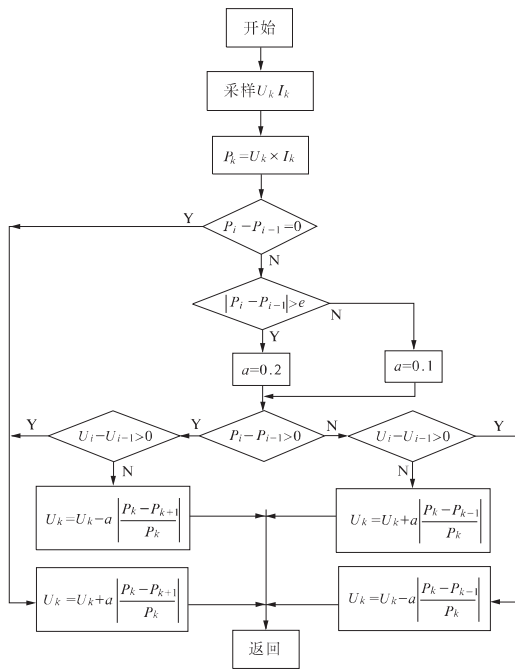 开始
采样U_k I_k
P_k=U_k×I_k
P_i−P_{i−1}=0
Y
N
|P_i−P_{i−1}|>e
N
Y
a=0.2
a=0.1
Y
U_i−U_{i−1}>0
Y
P_i−P_{i−1}>0
N
U_i−U_{i−1}>0
Y
N
N
U_k=U_k−a|(P_k−P_{k+1})/P_k|
U_k=U_k+a|(P_k−P_{k−1})/P_k|
U_k=U_k+a|(P_k−P_{k+1})/P_k|
U_k=U_k−a|(P_k−P_{k−1})/P_k|
返回